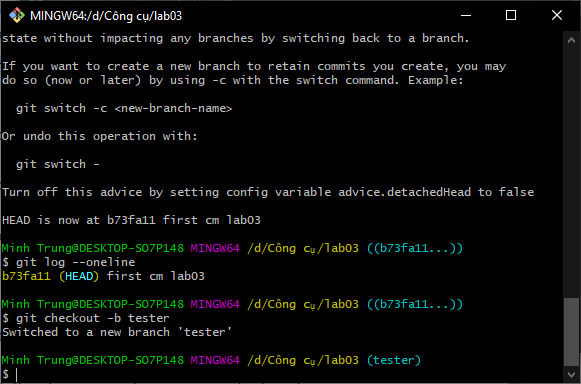 MINGW64:/d/Công cụ/lab03
state without impacting any branches by switching back to a branch.
If you want to create a new branch to retain commits you create, you may
do so (now or later) by using -c with the switch command. Example:
git switch -c <new-branch-name>
Or undo this operation with:
git switch -
Turn off this advice by setting config variable advice.detachedHead to false
HEAD is now at b73fa11 first cm lab03
Minh Trung@DESKTOP-SO7P148 MINGW64 /d/Công cụ/lab03 ((b73fa11...))
$ git log --oneline
b73fa11 (HEAD) first cm lab03
Minh Trung@DESKTOP-SO7P148 MINGW64 /d/Công cụ/lab03 ((b73fa11...))
$ git checkout -b tester
Switched to a new branch 'tester'
Minh Trung@DESKTOP-SO7P148 MINGW64 /d/Công cụ/lab03 (tester)
$